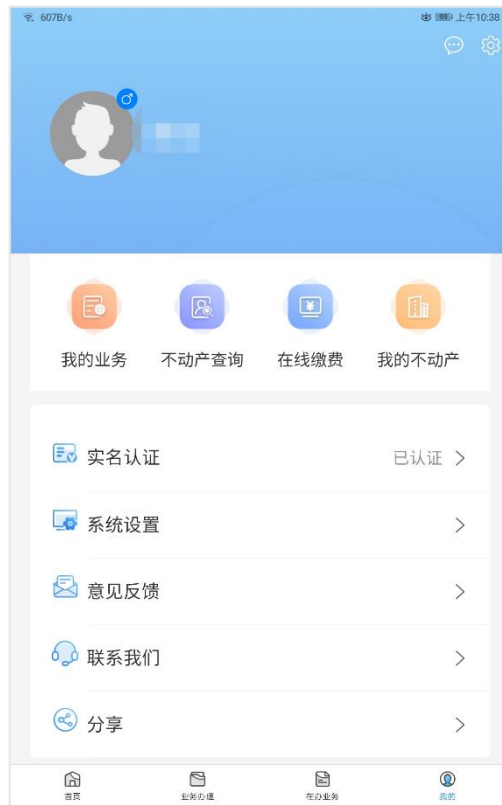 607B/s 上午10:38
我的业务 不动产查询 在线缴费 我的不动产
实名认证 已认证
系统设置
意见反馈
联系我们
分享
首页 业务办理 在办业务 我的